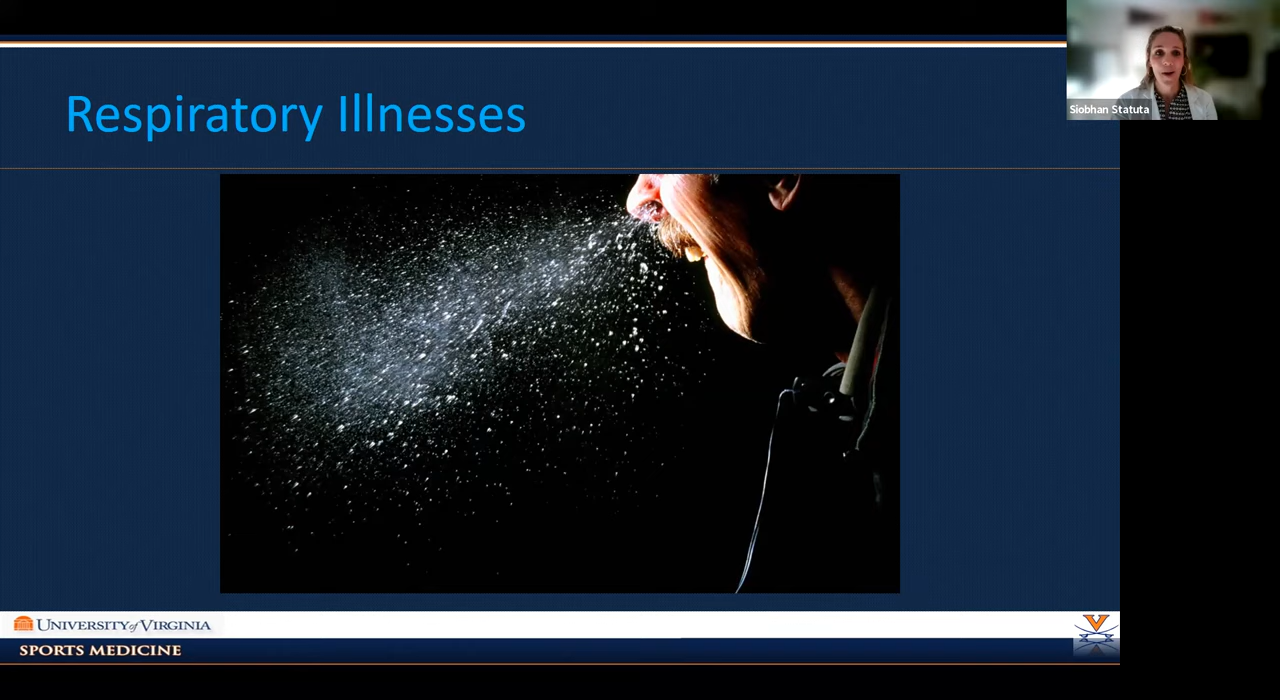 Respiratory Illnesses
Siobhan Statuta
UNIVERSITY of VIRGINIA
SPORTS MEDICINE